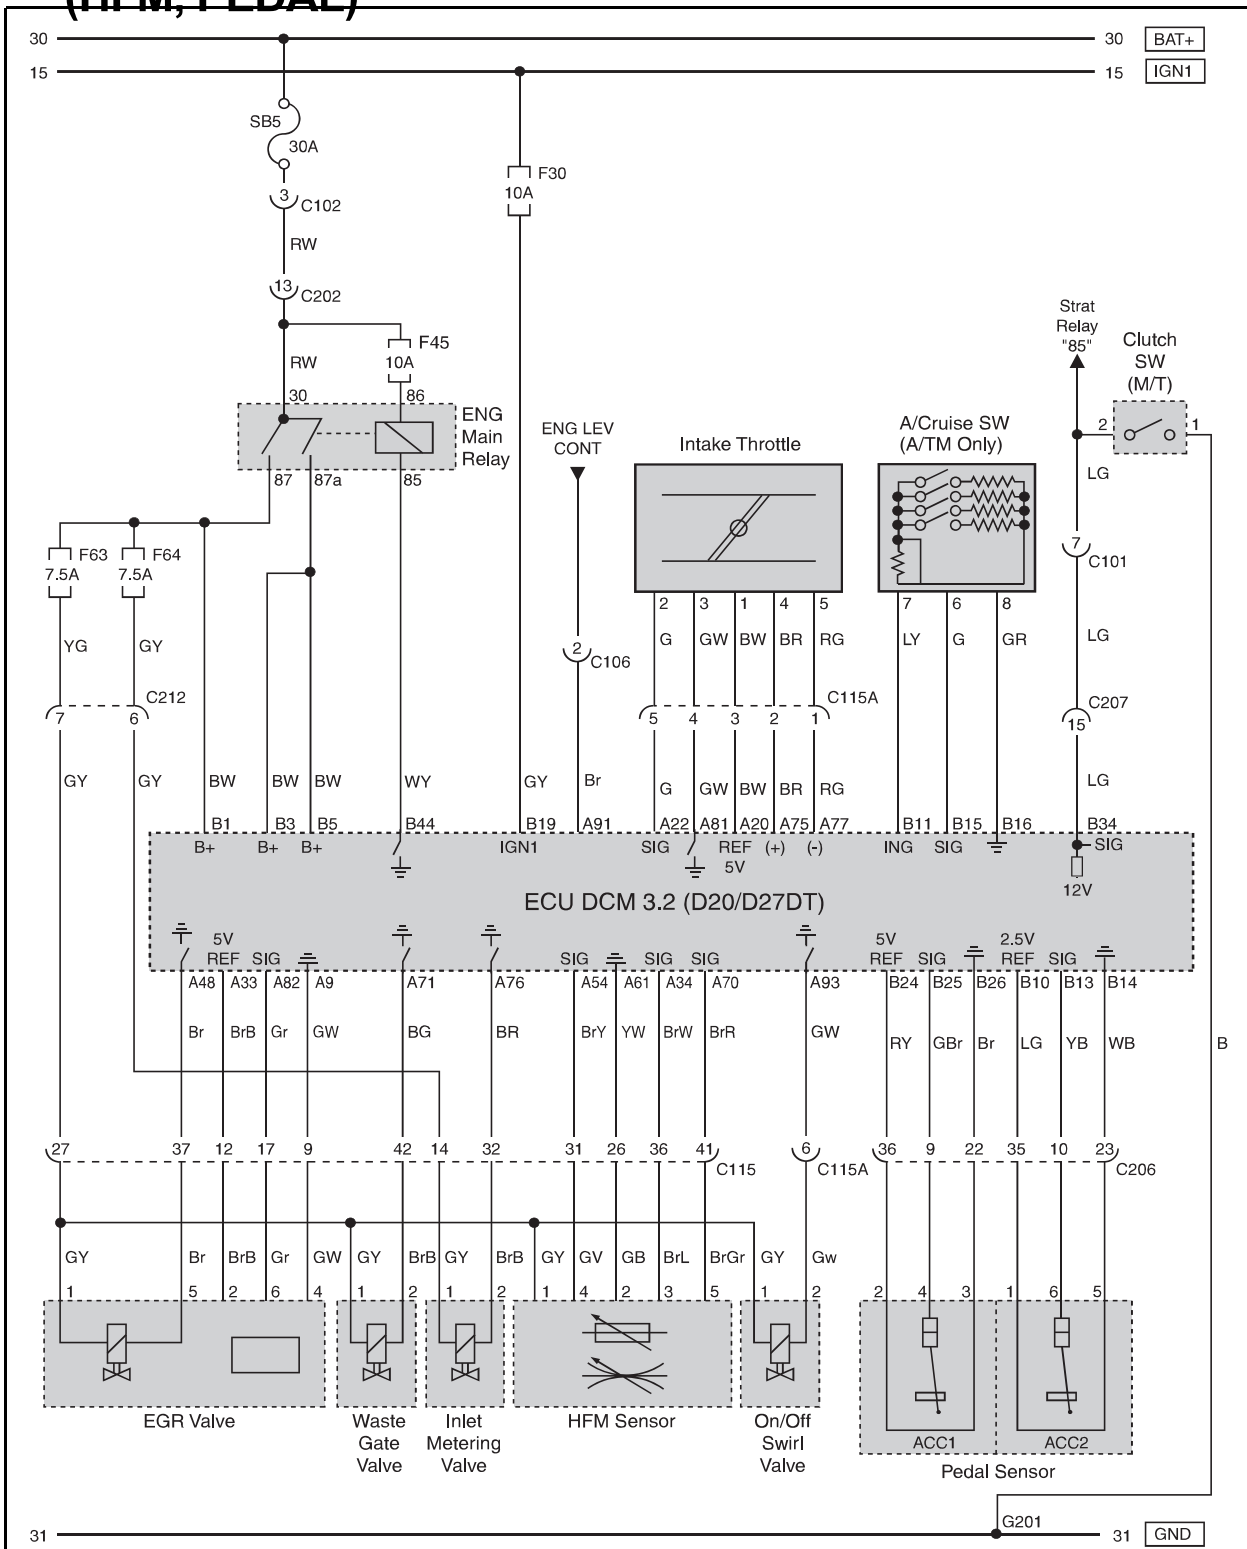 (HFM, PEDAL)
30 30 BAT+
15 15 IGN1
SB5
30A
3 C102
RW
13 C202
RW
F45
10A
F30
10A
30 86
ENG
Main
Relay
87 87a 85
F63
7.5A
F64
7.5A
YG GY
C212
7 6
ENG LEV
CONT
2 C106
Intake Throttle
2 3 1 4 5
G GW BW BR RG
C115A
5 4 3 2 1
A/Cruise SW
(A/TM Only)
7 6 8
LY G GR
Strat
Relay
"85"
Clutch
SW
(M/T)
2 1
LG
7 C101
LG
C207
15
GY GY BW BW BW WY GY Br G GW BW BR RG LG
B1 B3 B5 B44 B19 A91 A22 A81 A20 A75 A77 B11 B15 B16 B34
B+ B+ B+ IGN1 SIG REF (+) (-) ING SIG SIG
5V
12V
ECU DCM 3.2 (D20/D27DT)
5V 5V 2.5V
REF SIG SIG SIG SIG REF SIG REF SIG
A48 A33 A82 A9 A71 A76 A54 A61 A34 A70 A93 B24 B25 B26 B10 B13 B14
Br BrB Gr GW BG BR BrY YW BrW BrR GW RY GBr Br LG YB WB B
27 37 12 17 9 42 14 32 31 26 36 41 C115 6 C115A 36 9 22 35 10 23 C206
GY Br BrB Gr GW GY BrB GY BrB GY GV GB BrL BrGr GY Gw
1 5 2 6 4 1 2 1 2 1 4 2 3 5 1 2 2 4 3 1 6 5
EGR Valve
Waste
Gate
Valve
Inlet
Metering
Valve
HFM Sensor
On/Off
Swirl
Valve
ACC1 ACC2
Pedal Sensor
G201
31 31 GND